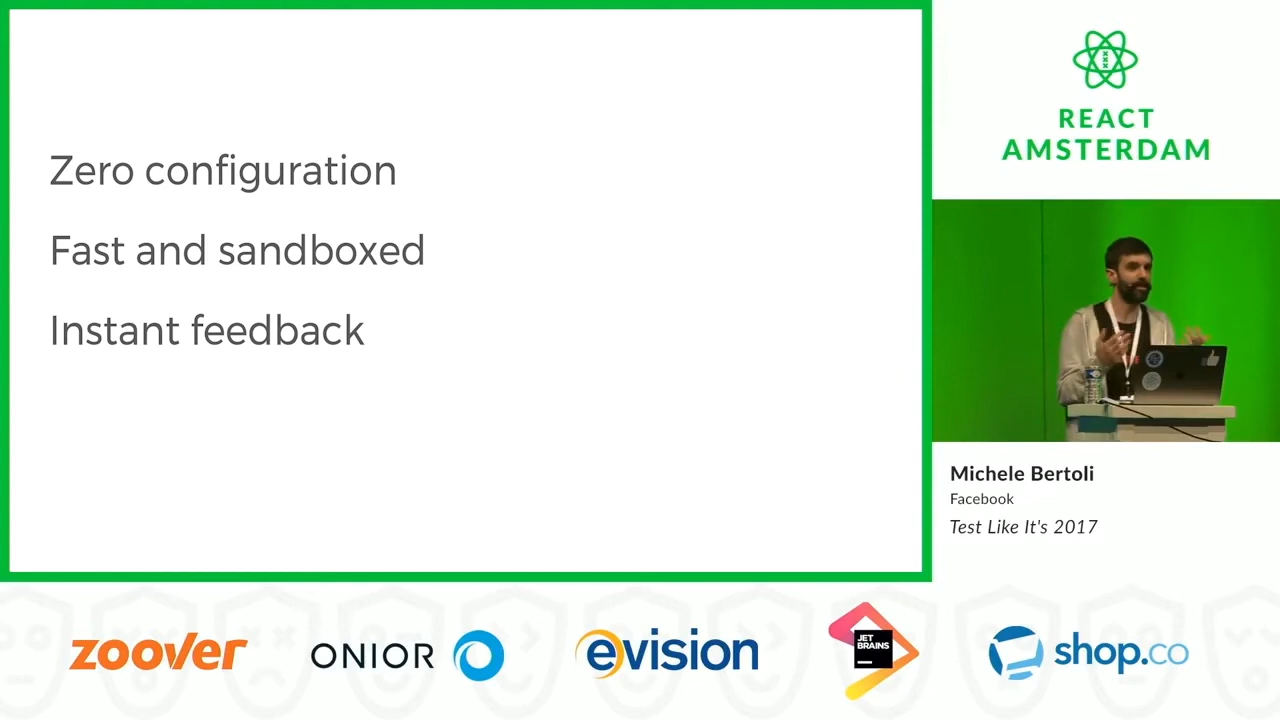 Zero configuration
Fast and sandboxed
Instant feedback
REACT
AMSTERDAM
Michele Bertoli
Facebook
Test Like It's 2017
zoover
ONIOR
evision
JET
BRAINS
shop.co